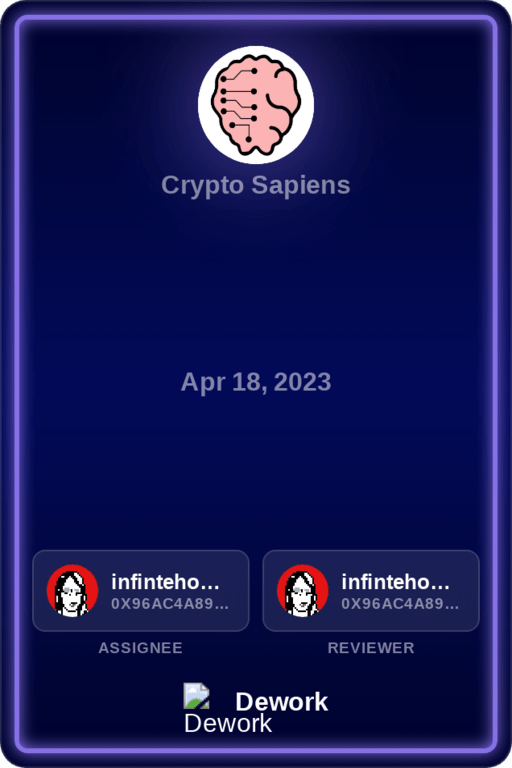 Crypto Sapiens
Apr 18, 2023
infinteho...
0X96AC4A89...
ASSIGNEE
infinteho...
0X96AC4A89...
REVIEWER
Dework
Dework